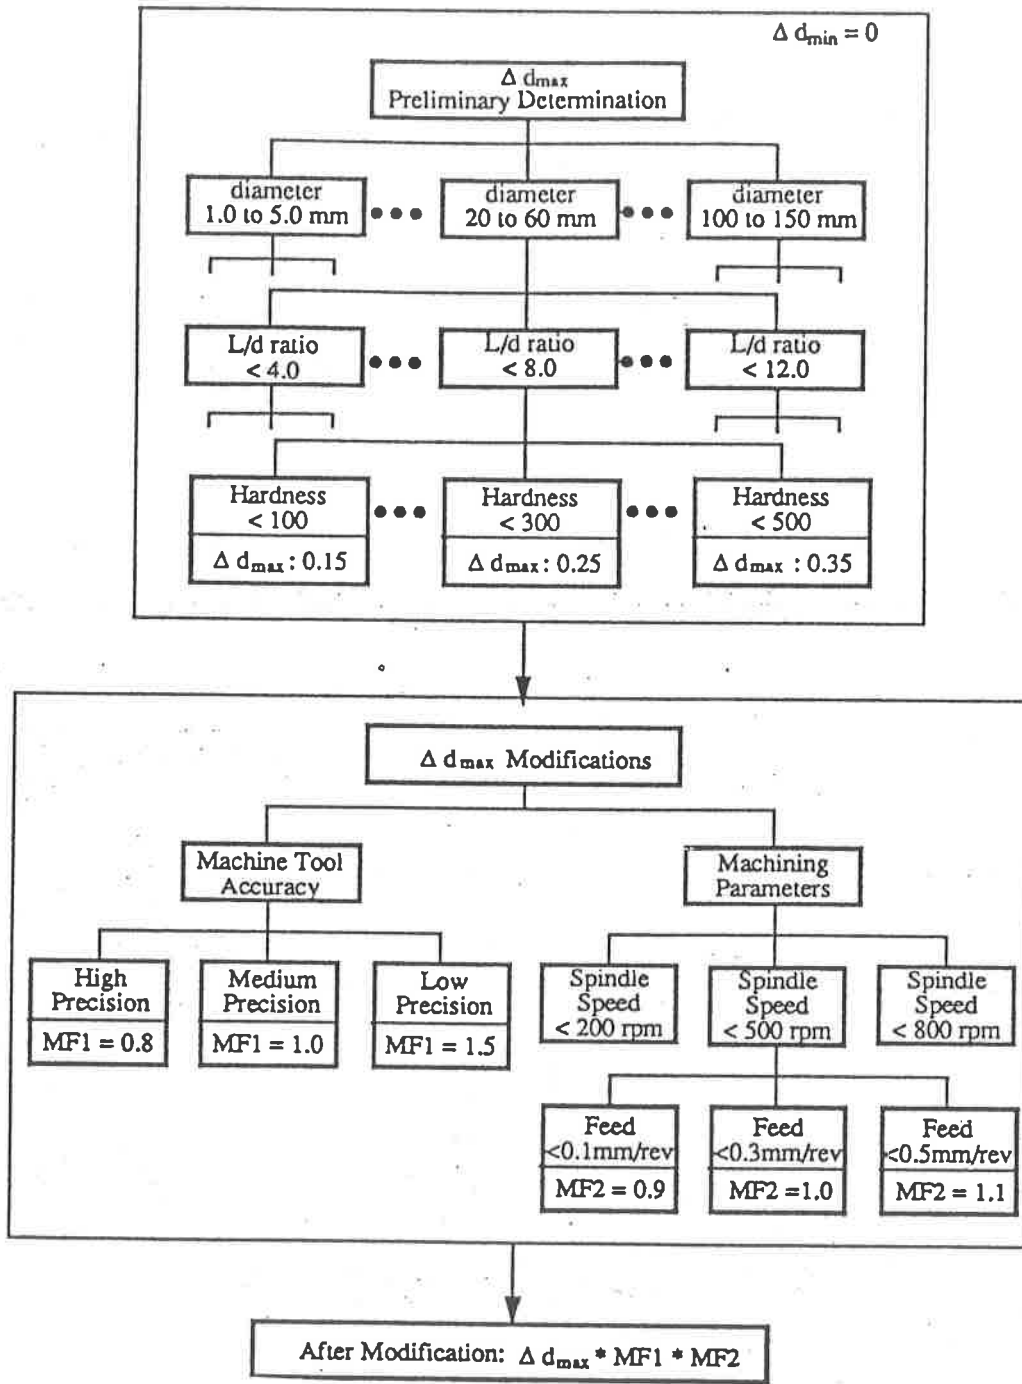 Δ dmin = 0
Δ dmax
Preliminary Determination
diameter
1.0 to 5.0 mm
diameter
20 to 60 mm
diameter
100 to 150 mm
L/d ratio
< 4.0
L/d ratio
< 8.0
L/d ratio
< 12.0
Hardness
< 100
Δ dmax : 0.15
Hardness
< 300
Δ dmax : 0.25
Hardness
< 500
Δ dmax : 0.35
Δ dmax Modifications
Machine Tool
Accuracy
Machining
Parameters
High
Precision
MF1 = 0.8
Medium
Precision
MF1 = 1.0
Low
Precision
MF1 = 1.5
Spindle
Speed
< 200 rpm
Spindle
Speed
< 500 rpm
Spindle
Speed
< 800 rpm
Feed
<0.1mm/rev
MF2 = 0.9
Feed
<0.3mm/rev
MF2 =1.0
Feed
<0.5mm/rev
MF2 = 1.1
After Modification: Δ dmax * MF1 * MF2